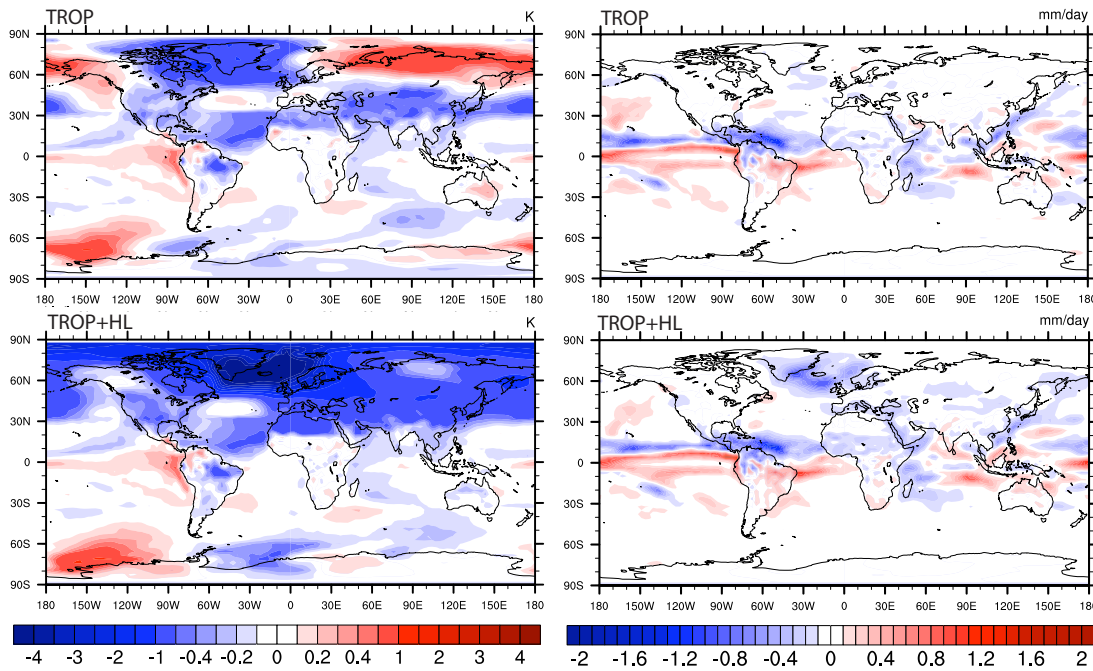 TROP K
90N
60N
30N
0
30S
60S
90S
180 150W 120W 90W 60W 30W 0 30E 60E 90E 120E 150E 180
TROP mm/day
90N
60N
30N
0
30S
60S
90S
180 150W 120W 90W 60W 30W 0 30E 60E 90E 120E 150E 18
TROP+HL K
90N
60N
30N
0
30S
60S
90S
180 150W 120W 90W 60W 30W 0 30E 60E 90E 120E 150E 180
TROP+HL mm/day
90N
60N
30N
0
30S
60S
90S
180 150W 120W 90W 60W 30W 0 30E 60E 90E 120E 150E 18
-4 -3 -2 -1 -0.4 -0.2 0 0.2 0.4 1 2 3 4
-2 -1.6 -1.2 -0.8 -0.4 0 0.4 0.8 1.2 1.6 2